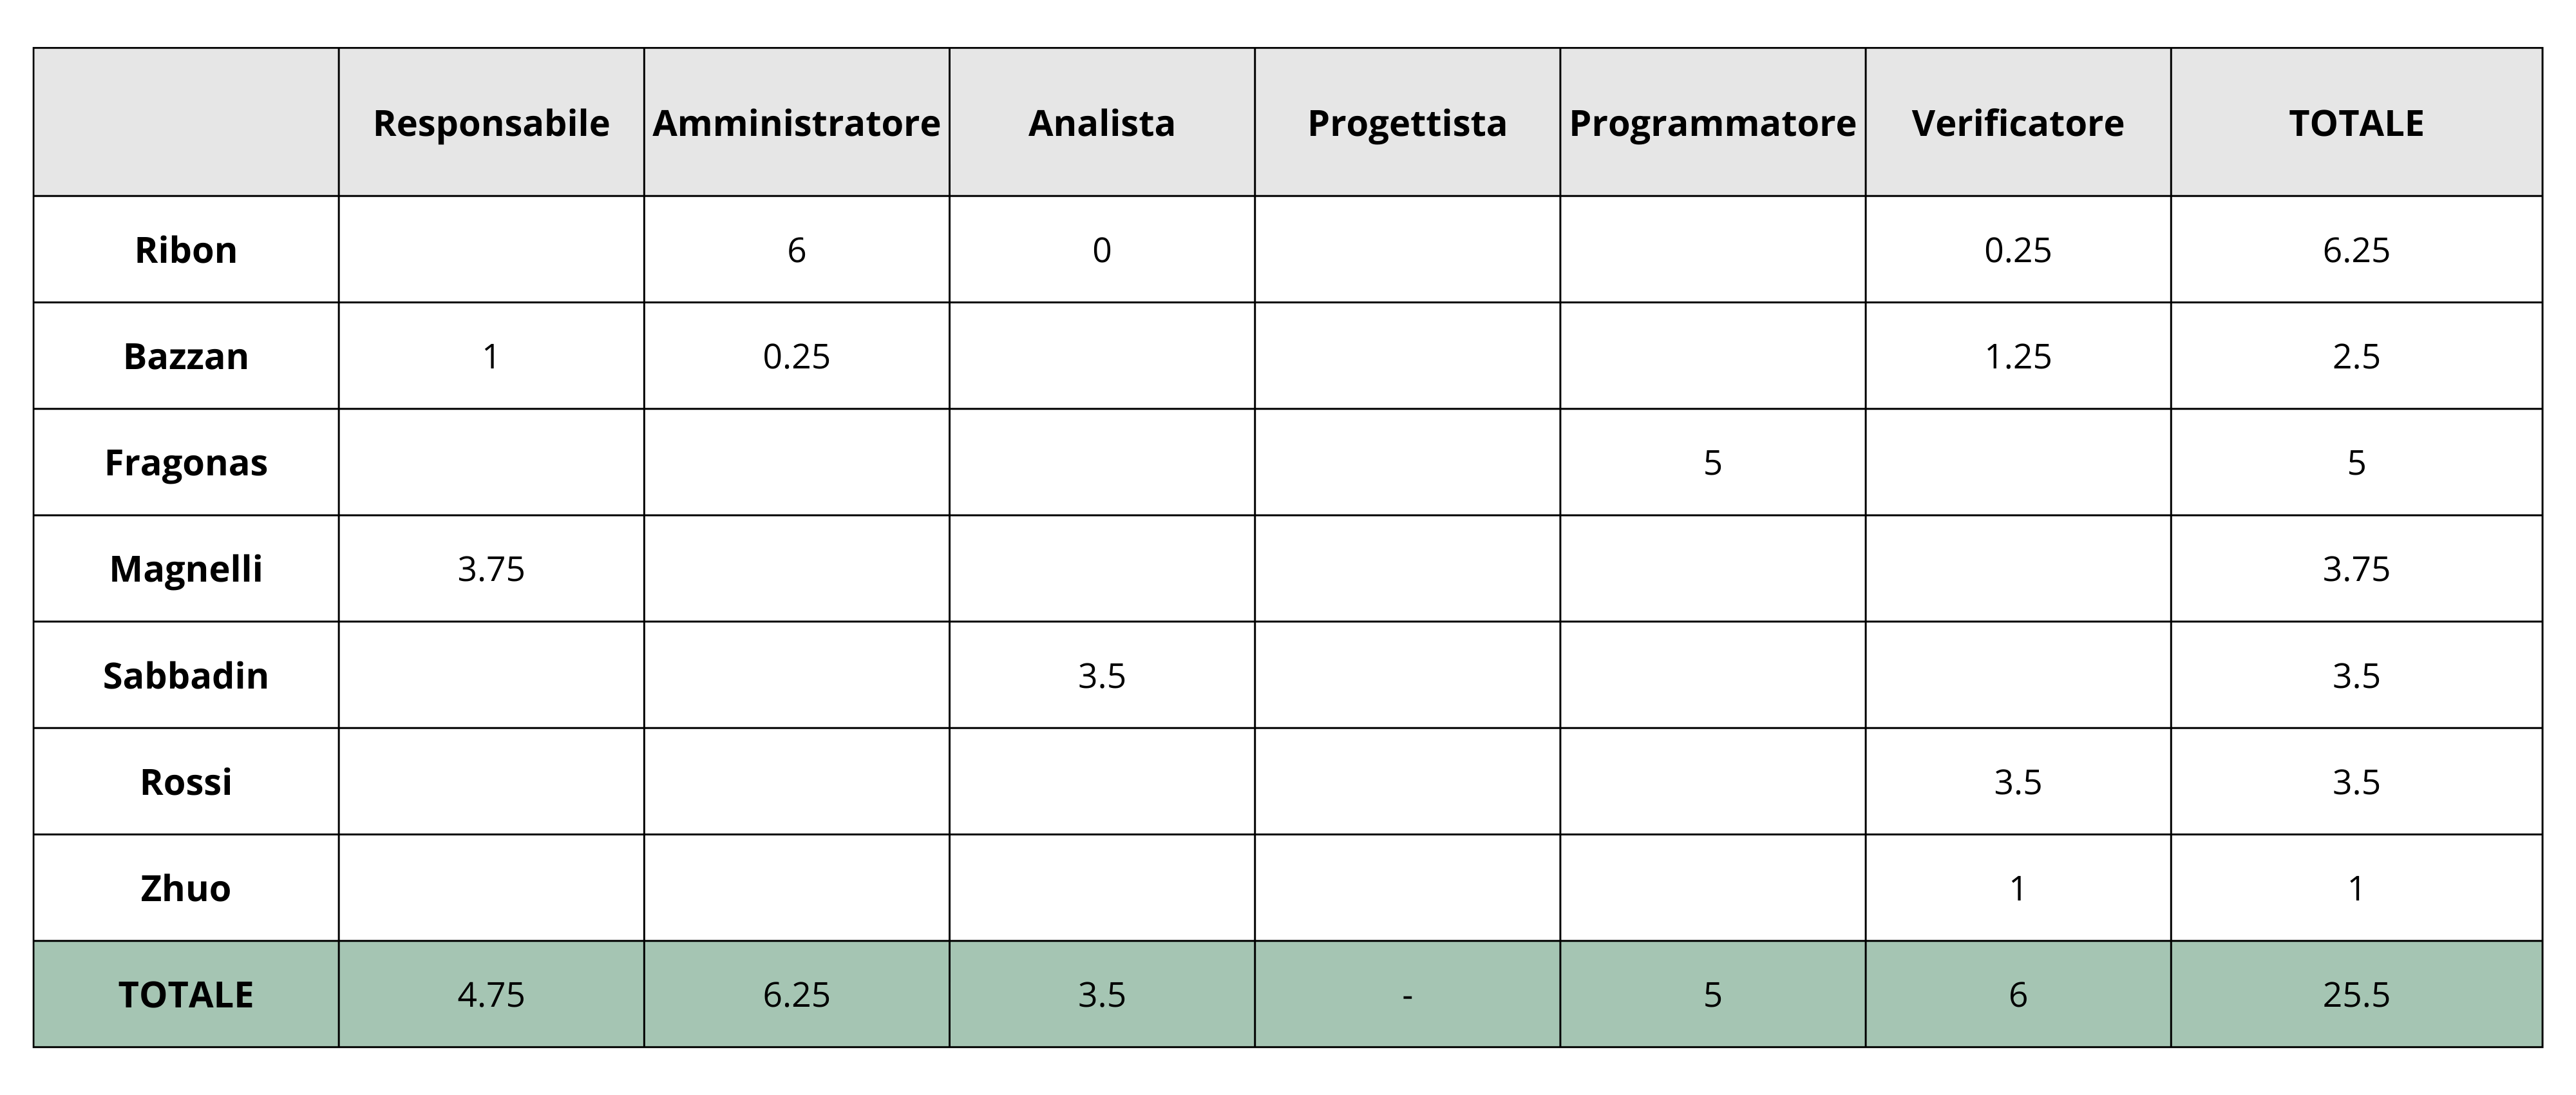 Responsabile Amministratore Analista Progettista Programmatore Verificatore TOTALE
Ribon 6 0 0.25 6.25
Bazzan 1 0.25 1.25 2.5
Fragonas 5 5
Magnelli 3.75 3.75
Sabbadin 3.5 3.5
Rossi 3.5 3.5
Zhuo 1 1
TOTALE 4.75 6.25 3.5 - 5 6 25.5